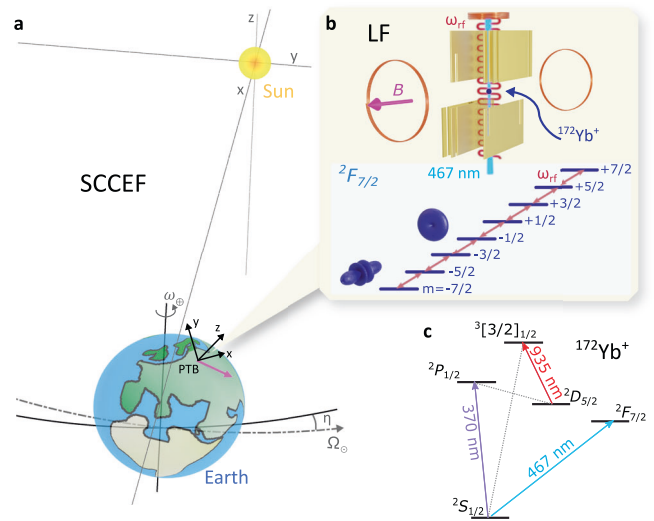 a
z
y
x
Sun
SCCEF
ω⊕
y
z
x
PTB
η
Ω⊙
Earth
b
LF
ωrf
B
172Yb+
467 nm
2F7/2
ωrf
+7/2
+5/2
+3/2
+1/2
-1/2
-3/2
-5/2
m=-7/2
c
3[3/2]1/2
172Yb+
2P1/2
935 nm
2D5/2
2F7/2
370 nm
467 nm
2S1/2